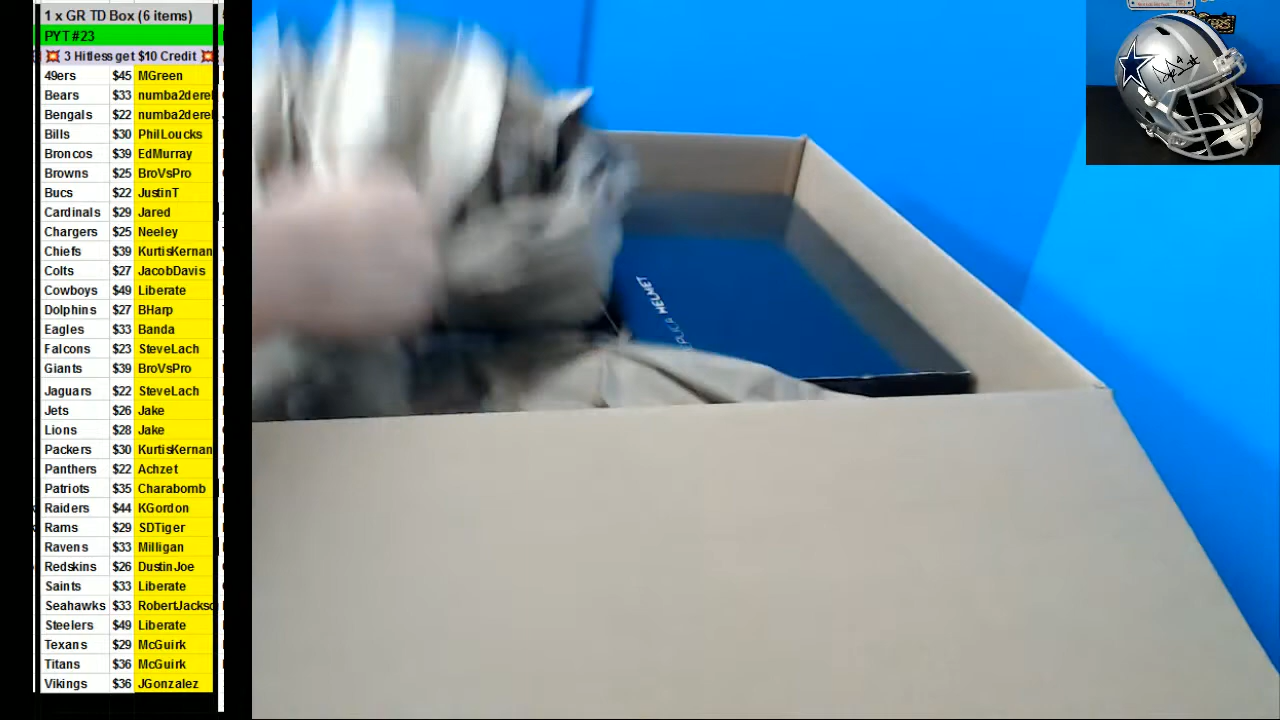 1 x GR TD Box (6 items)
PYT #23
💥 3 Hitless get $10 Credit 💥
49ers $45 MGreen
Bears $33 numba2derel
Bengals $22 numba2derel
Bills $30 PhilLoucks
Broncos $39 EdMurray
Browns $25 BroVsPro
Bucs $22 JustinT
Cardinals $29 Jared
Chargers $25 Neeley
Chiefs $39 KurtisKernan
Colts $27 JacobDavis
Cowboys $49 Liberate
Dolphins $27 BHarp
Eagles $33 Banda
Falcons $23 SteveLach
Giants $39 BroVsPro
Jaguars $22 SteveLach
Jets $26 Jake
Lions $28 Jake
Packers $30 KurtisKernan
Panthers $22 Achzet
Patriots $35 Charabomb
Raiders $44 KGordon
Rams $29 SDTiger
Ravens $33 Milligan
Redskins $26 DustinJoe
Saints $33 Liberate
Seahawks $33 RobertJackso
Steelers $49 Liberate
Texans $29 McGuirk
Titans $36 McGuirk
Vikings $36 JGonzalez
HELMET